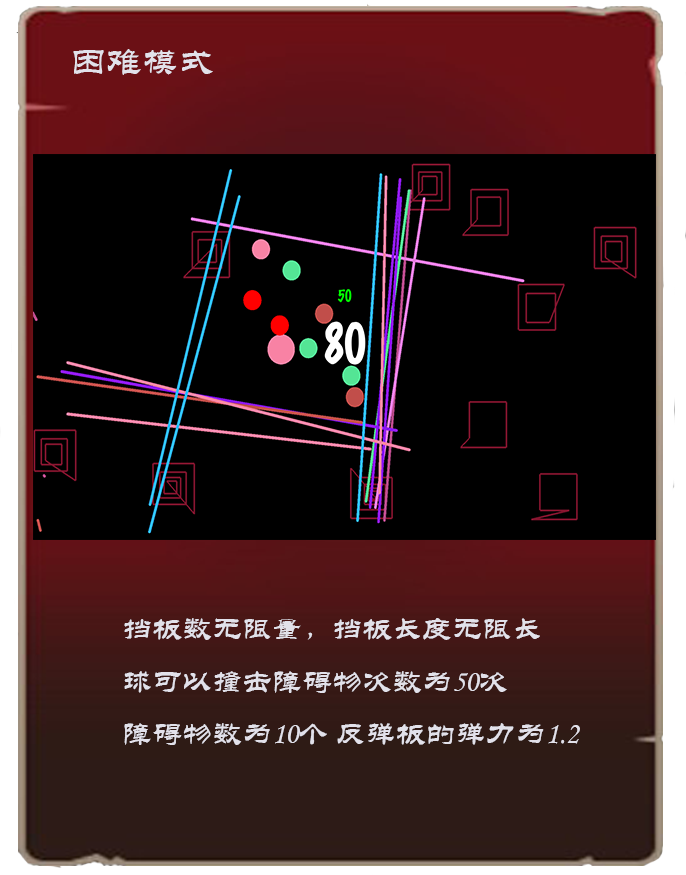 困难模式
50
80
挡板数无限量，挡板长度无限长
球可以撞击障碍物次数为50次
障碍物数为10个 反弹板的弹力为1.2